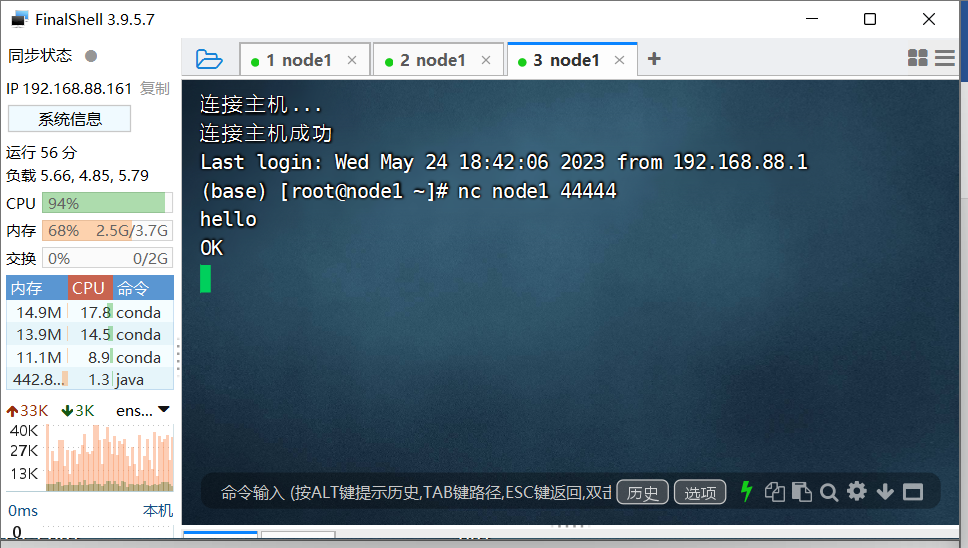 FinalShell 3.9.5.7
同步状态
IP 192.168.88.161 复制
系统信息
运行 56 分
负载 5.66, 4.85, 5.79
CPU 94%
内存 68% 2.5G/3.7G
交换 0% 0/2G
内存 CPU 命令
14.9M 17.8 conda
13.9M 14.5 conda
11.1M 8.9 conda
442.8... 1.3 java
33K 3K ens...
40K
27K
13K
0ms 本机
0
1 node1
2 node1
3 node1
连接主机...
连接主机成功
Last login: Wed May 24 18:42:06 2023 from 192.168.88.1
(base) [root@node1 ~]# nc node1 44444
hello
OK
命令输入 (按ALT键提示历史,TAB键路径,ESC键返回,双击
历史
选项